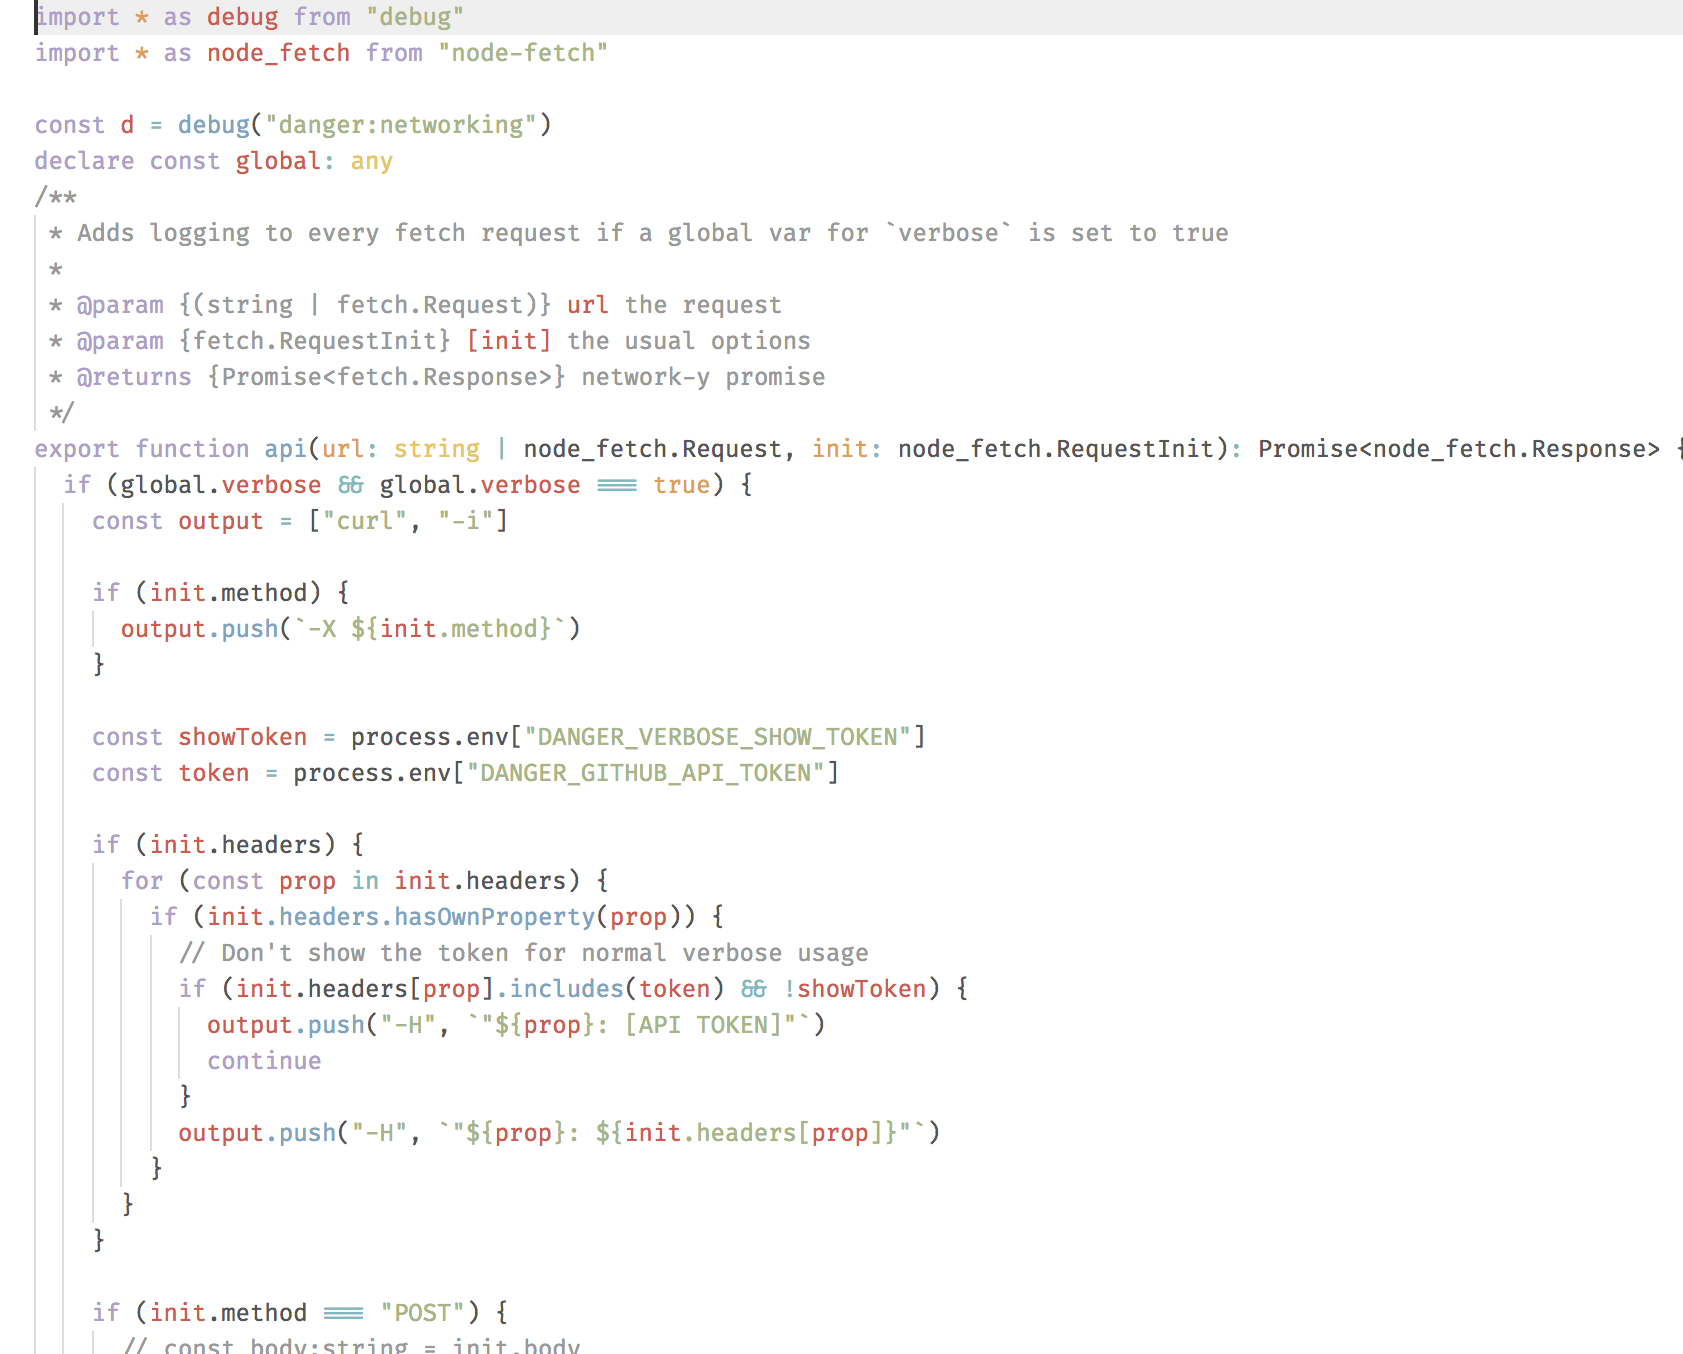 import * as debug from "debug"
import * as node_fetch from "node-fetch"
const d = debug("danger:networking")
declare const global: any
/**
* Adds logging to every fetch request if a global var for `verbose` is set to true
*
* @param {(string | fetch.Request)} url the request
* @param {fetch.RequestInit} [init] the usual options
* @returns {Promise<fetch.Response>} network-y promise
*/
export function api(url: string | node_fetch.Request, init: node_fetch.RequestInit): Promise<node_fetch.Response> {
if (global.verbose && global.verbose === true) {
const output = ["curl", "-i"]
if (init.method) {
output.push(`-X ${init.method}`)
}
const showToken = process.env["DANGER_VERBOSE_SHOW_TOKEN"]
const token = process.env["DANGER_GITHUB_API_TOKEN"]
if (init.headers) {
for (const prop in init.headers) {
if (init.headers.hasOwnProperty(prop)) {
// Don't show the token for normal verbose usage
if (init.headers[prop].includes(token) && !showToken) {
output.push("-H", `"${prop}: [API TOKEN]"`)
continue
}
output.push("-H", `"${prop}: ${init.headers[prop]}"`)
}
}
}
if (init.method === "POST") {
// const body:string = init.body